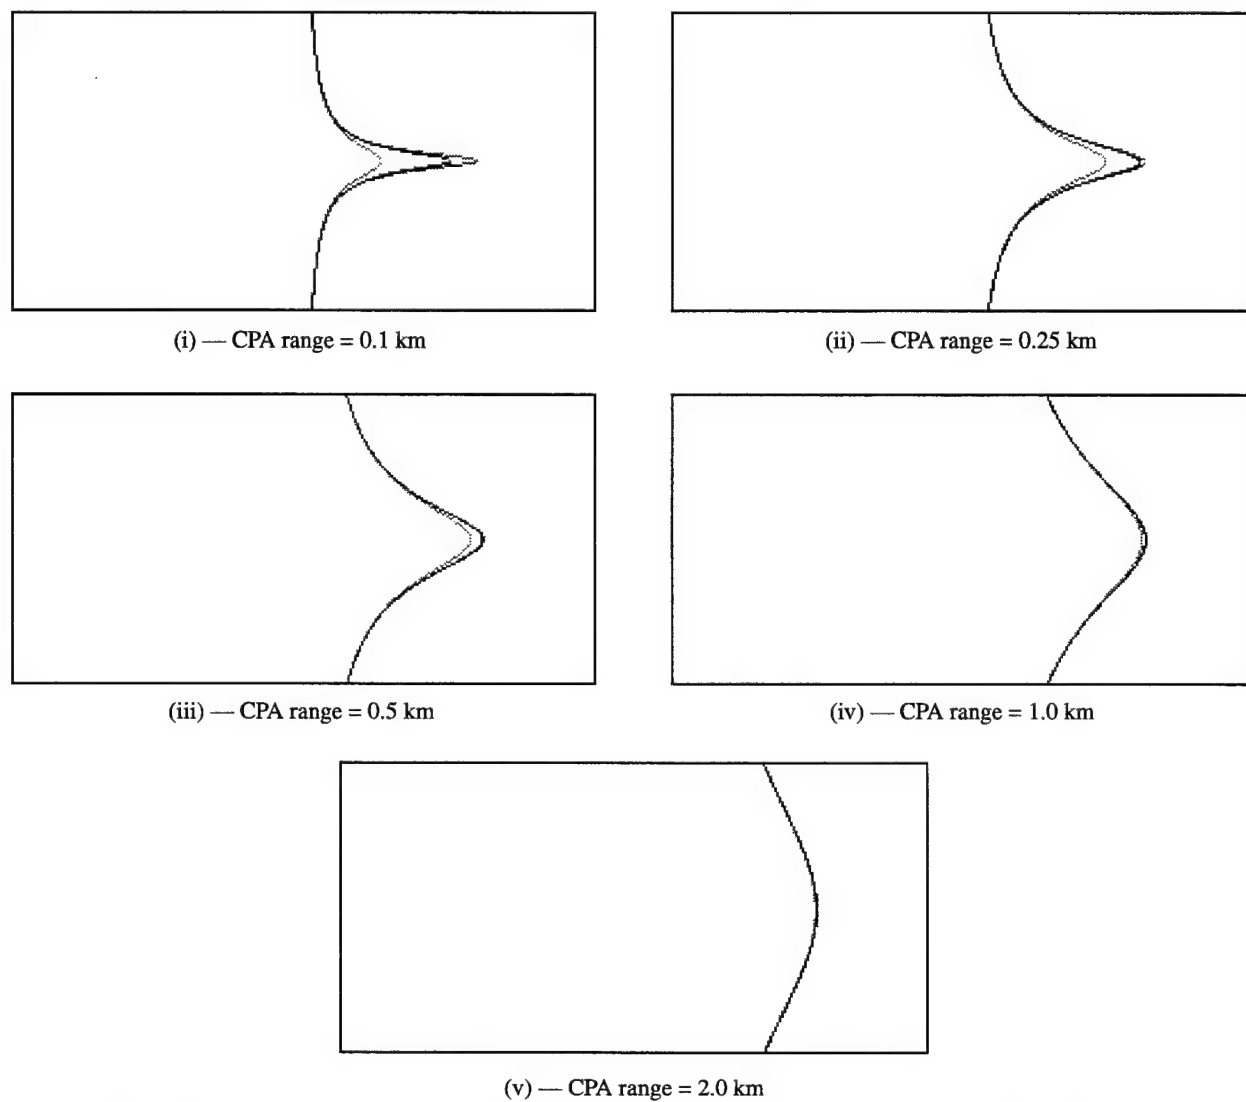 (i) — CPA range = 0.1 km
(ii) — CPA range = 0.25 km
(iii) — CPA range = 0.5 km
(iv) — CPA range = 1.0 km
(v) — CPA range = 2.0 km